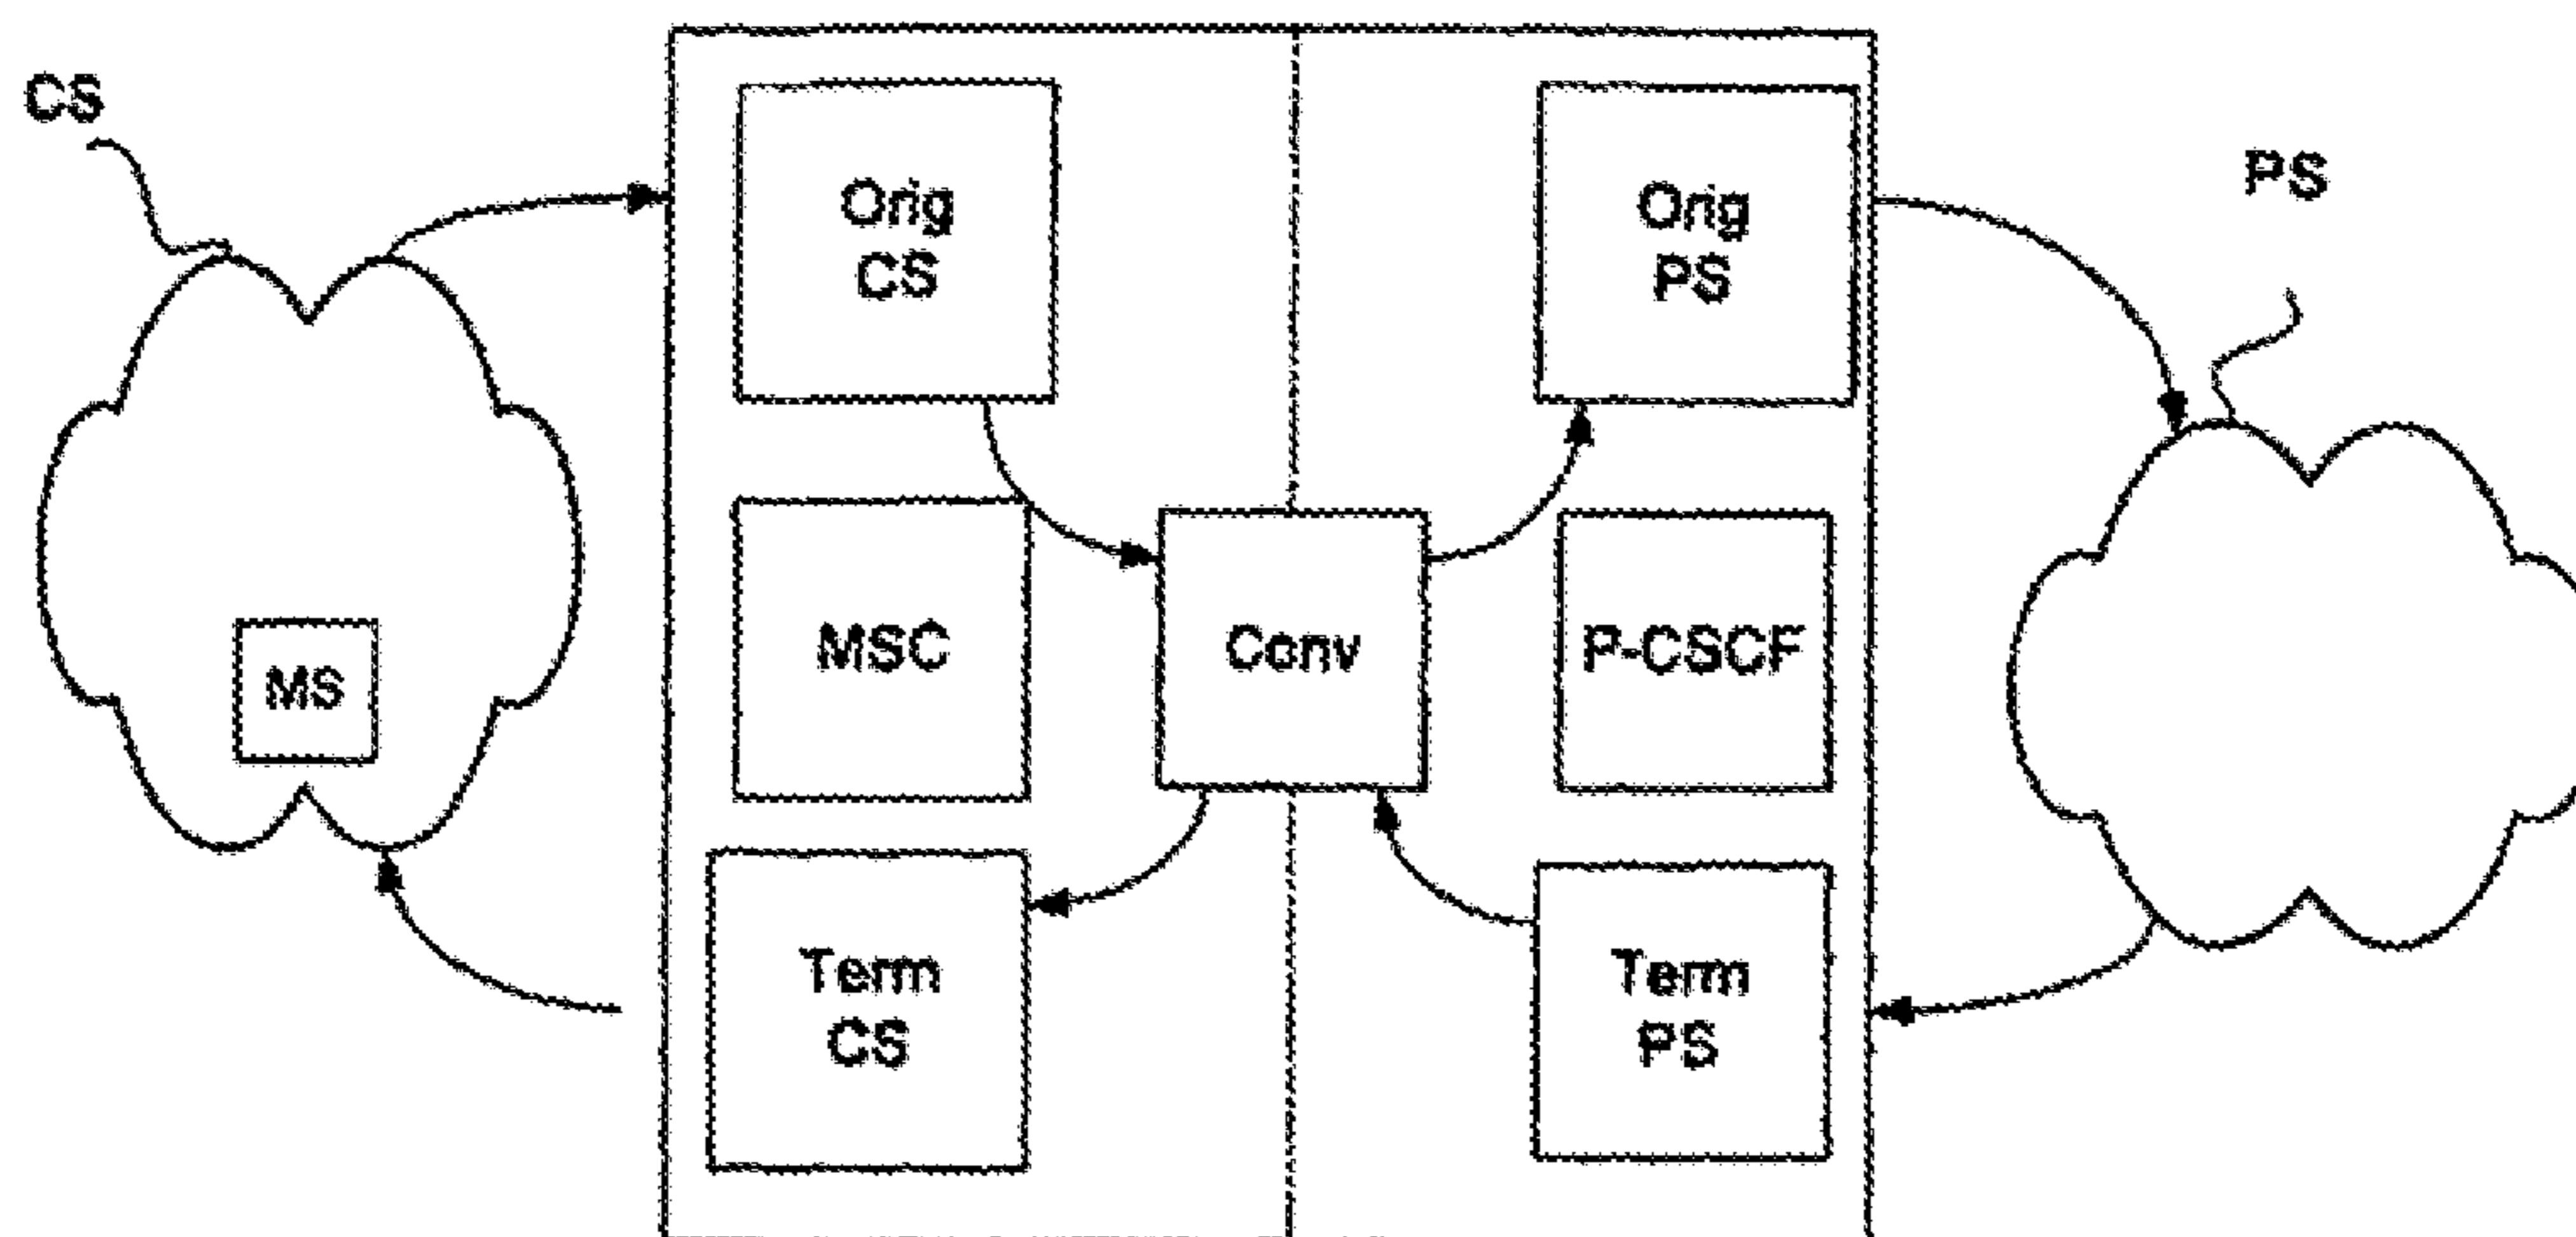 CS
PS
Orig
CS
Orig
PS
MSC
Conv
P-CSCF
MS
Term
CS
Term
PS